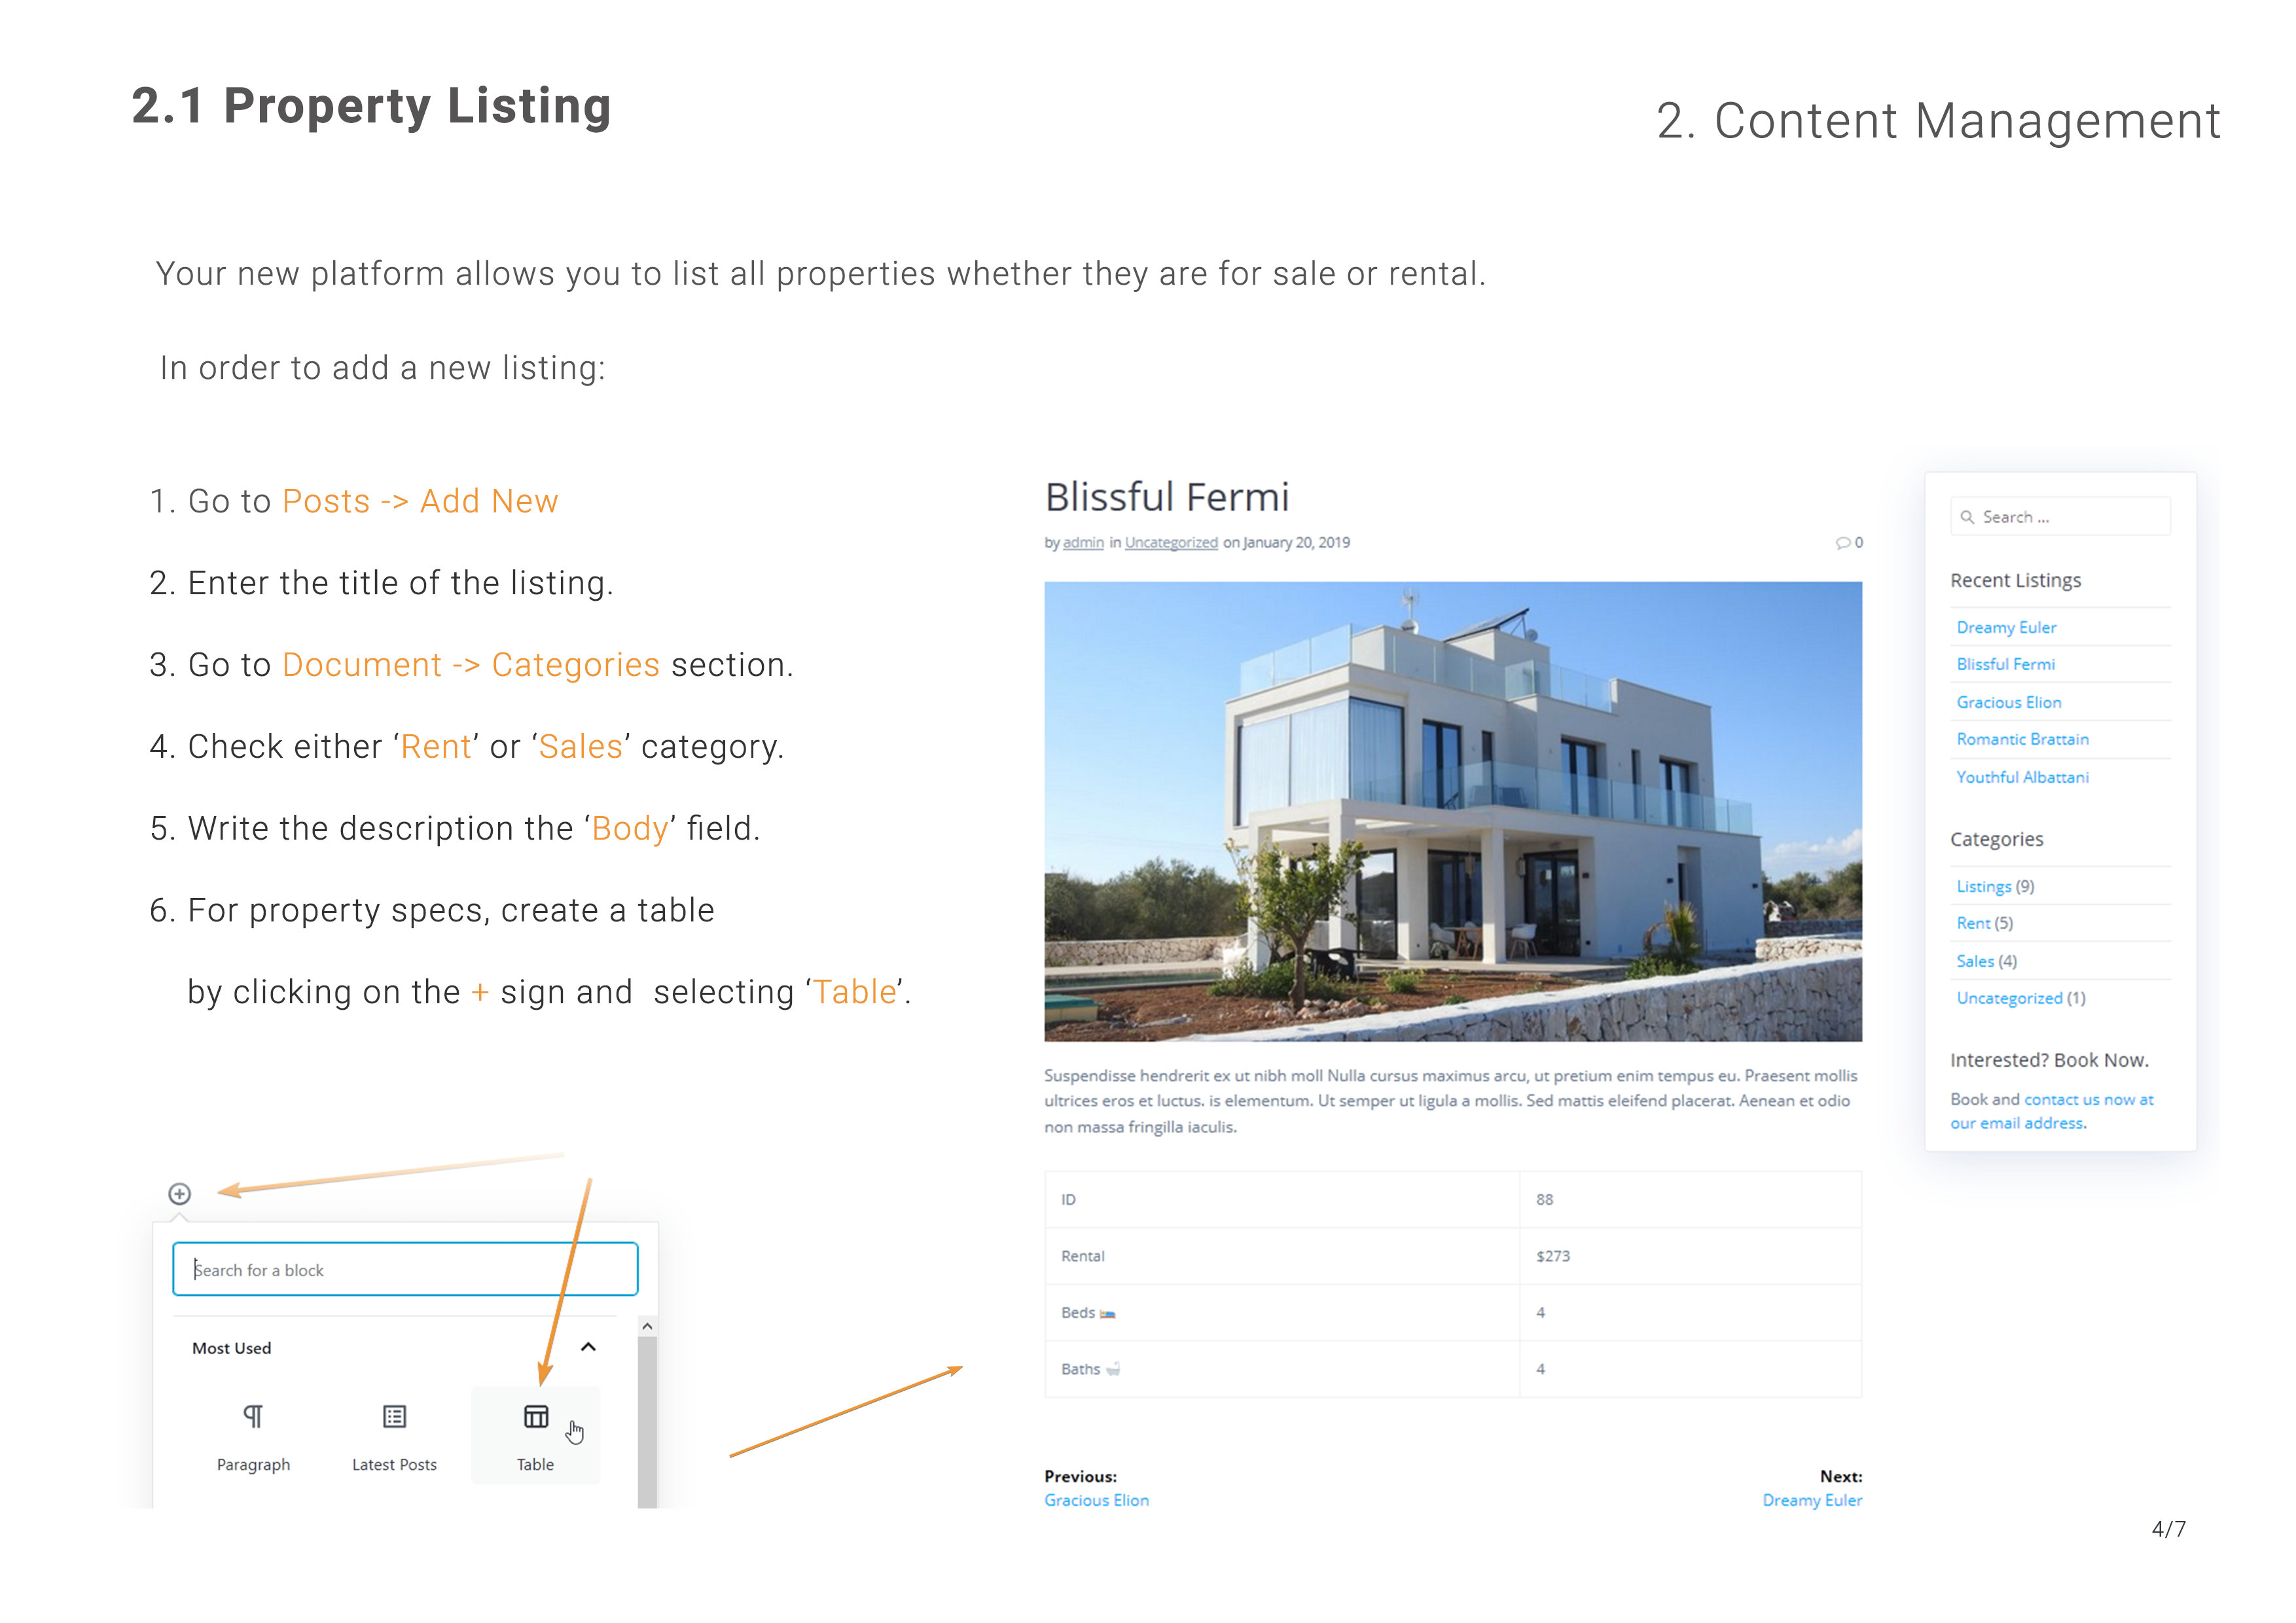 2.1 Property Listing
2. Content Management
Your new platform allows you to list all properties whether they are for sale or rental.
In order to add a new listing:
1. Go to Posts -> Add New
2. Enter the title of the listing.
3. Go to Document -> Categories section.
4. Check either ‘Rent’ or ‘Sales’ category.
5. Write the description the ‘Body’ field.
6. For property specs, create a table
by clicking on the + sign and selecting ‘Table’.
Search for a block
Most Used
Paragraph
Latest Posts
Table
Blissful Fermi
by admin in Uncategorized on January 20, 2019
0
Suspendisse hendrerit ex ut nibh moll Nulla cursus maximus arcu, ut pretium enim tempus eu. Praesent mollis
ultrices eros et luctus. is elementum. Ut semper ut ligula a mollis. Sed mattis eleifend placerat. Aenean et odio
non massa fringilla iaculis.
ID 88
Rental $273
Beds 4
Baths 4
Previous:
Gracious Elion
Next:
Dreamy Euler
Search ...
Recent Listings
Dreamy Euler
Blissful Fermi
Gracious Elion
Romantic Brattain
Youthful Albattani
Categories
Listings (9)
Rent (5)
Sales (4)
Uncategorized (1)
Interested? Book Now.
Book and contact us now at
our email address.
4/7